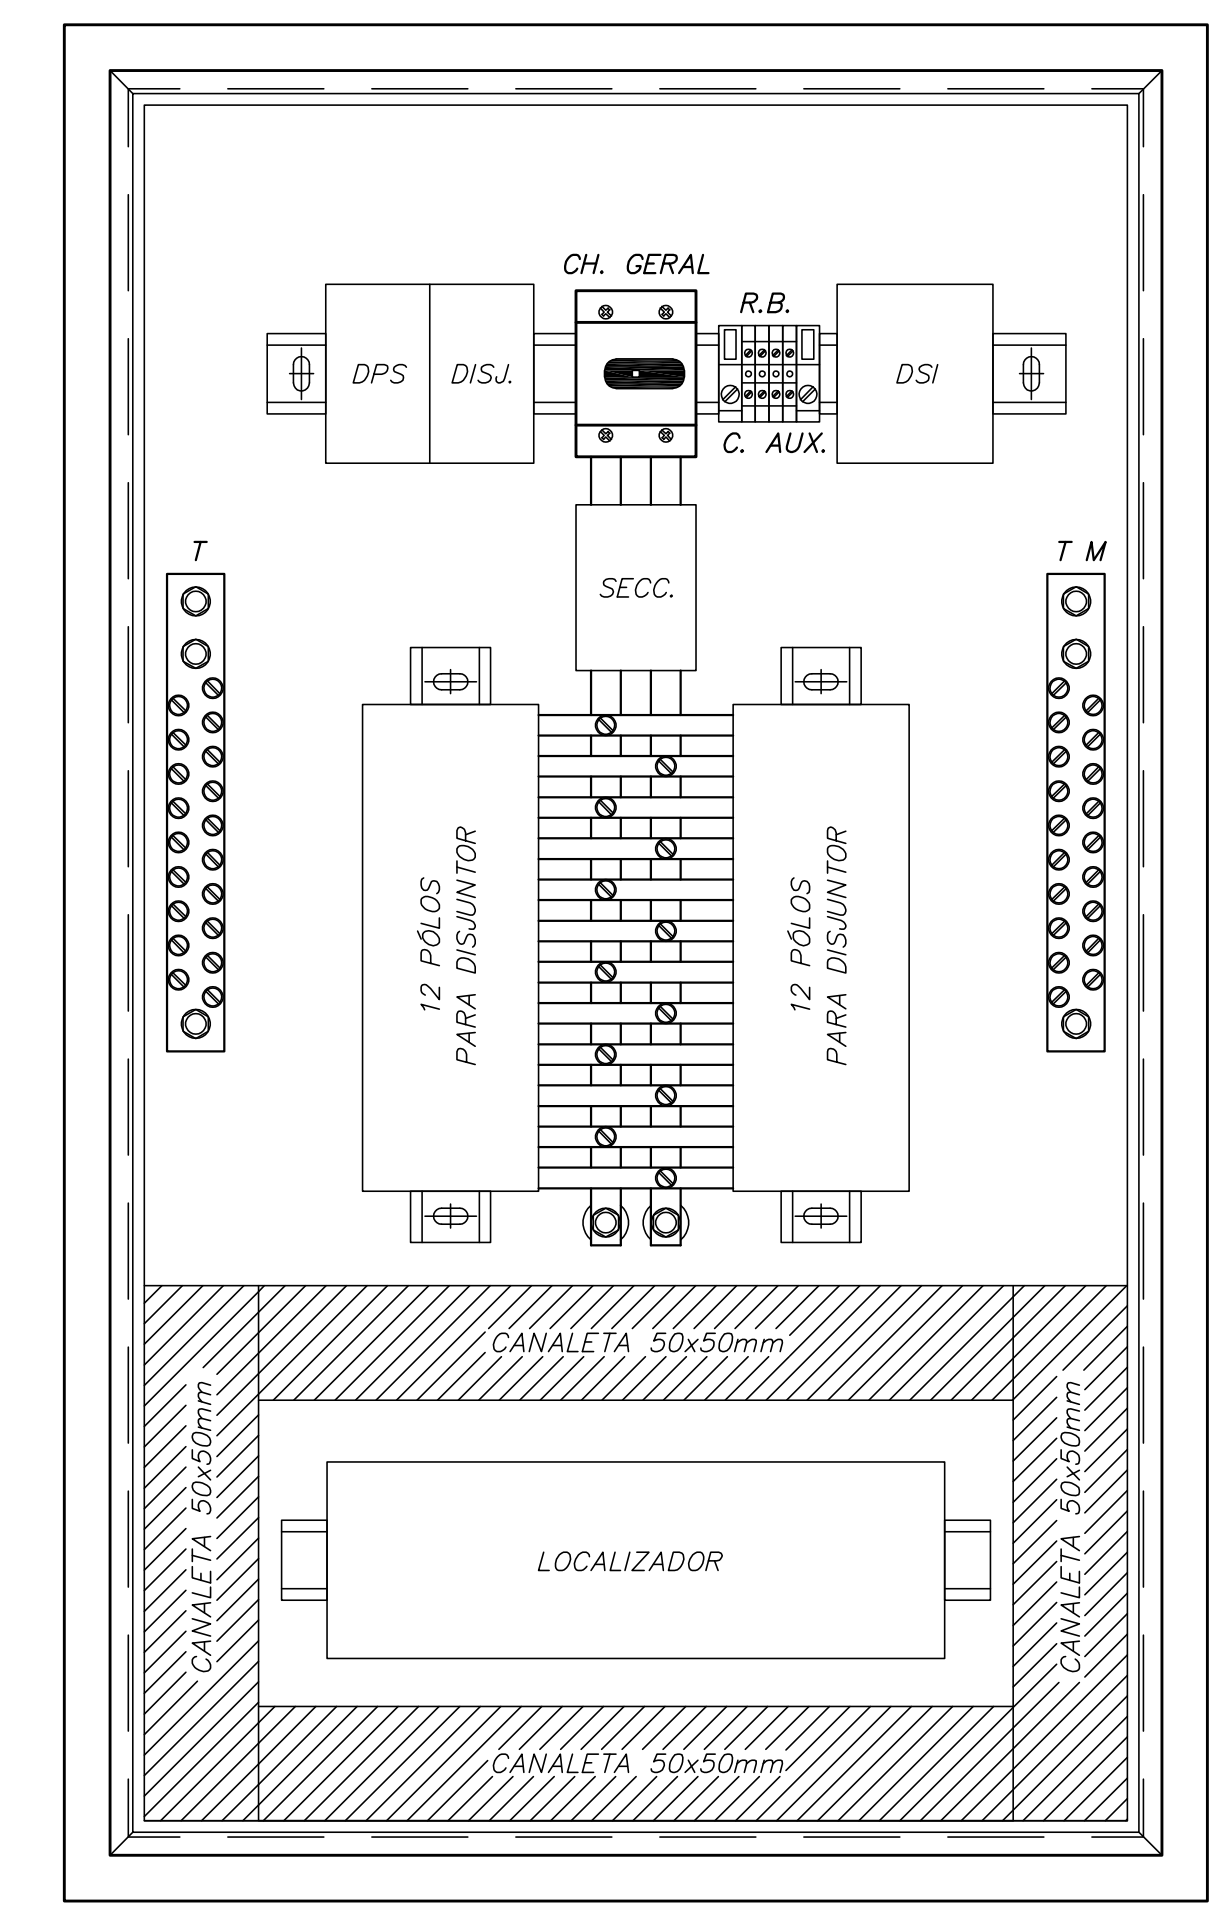 CH. GERAL
R.B.
DPS
DISJ.
DSI
C. AUX.
T
T M
SECC.
12 PÓLOS
PARA DISJUNTOR
12 PÓLOS
PARA DISJUNTOR
CANALETA 50x50mm
CANALETA 50x50mm
CANALETA 50x50mm
LOCALIZADOR
CANALETA 50x50mm